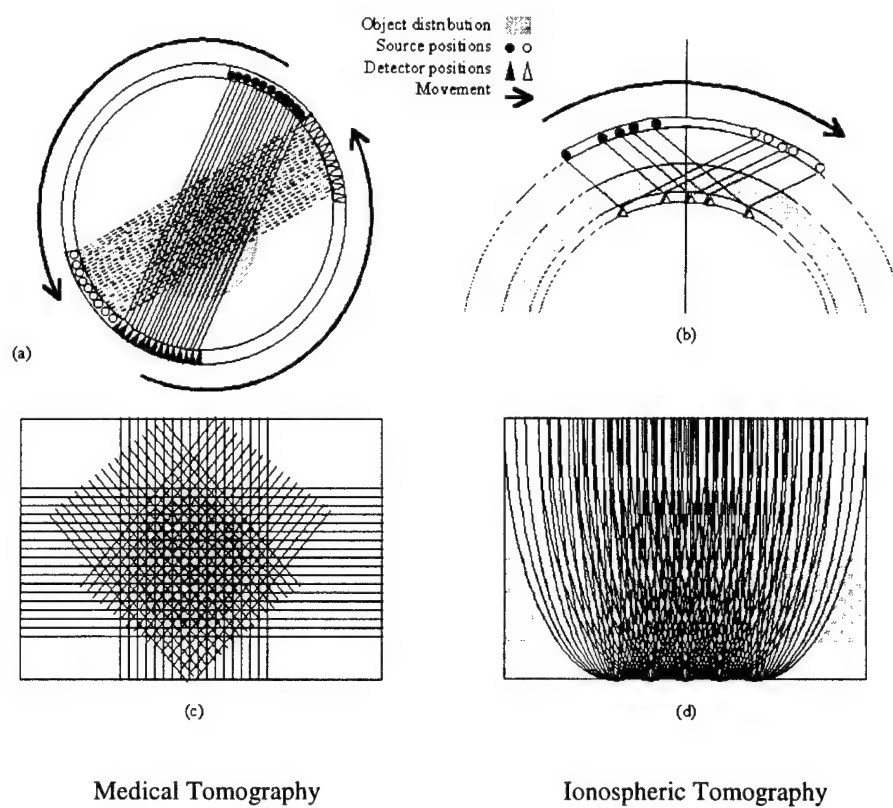 Object distribution
Source positions
Detector positions
Movement
(a)
(b)
(c)
(d)
Medical Tomography
Ionospheric Tomography